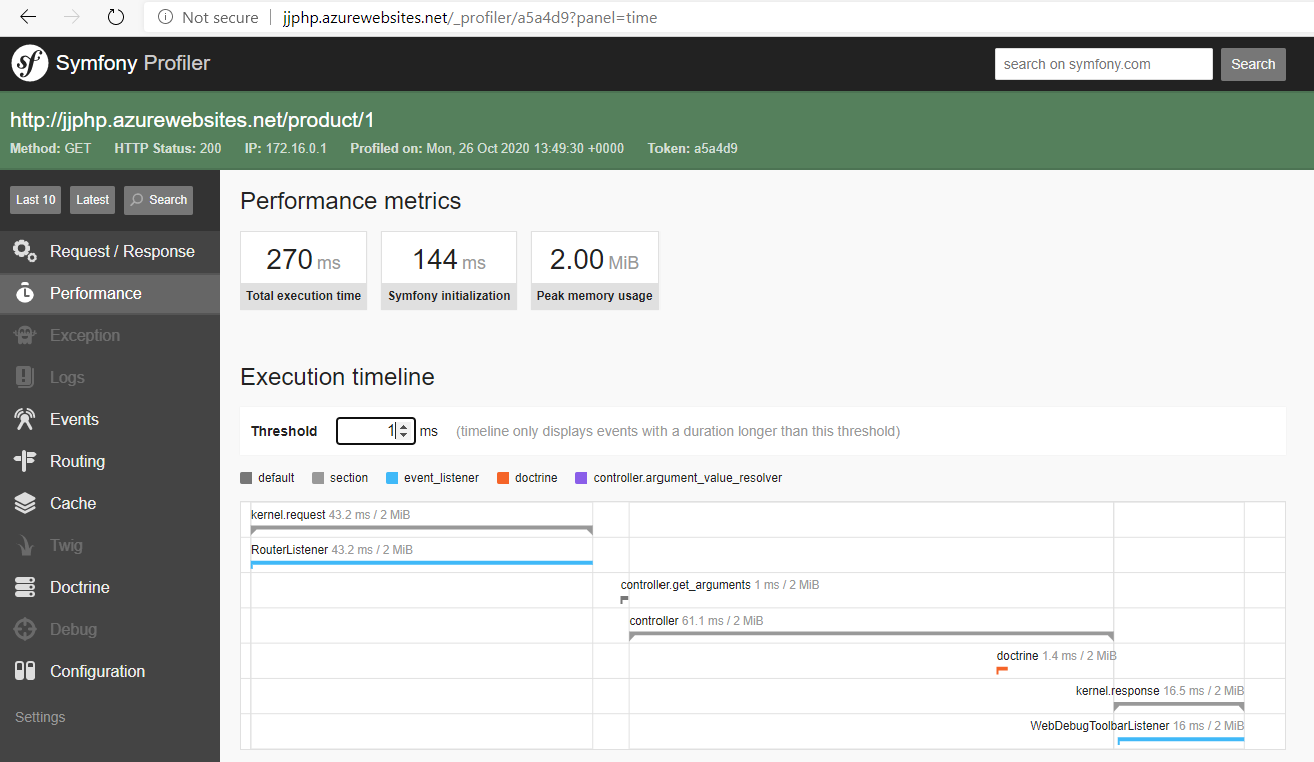 Not secure | jjphp.azurewebsites.net/_profiler/a5a4d9?panel=time
sf Symfony Profiler
search on symfony.com Search
http://jjphp.azurewebsites.net/product/1
Method: GET HTTP Status: 200 IP: 172.16.0.1 Profiled on: Mon, 26 Oct 2020 13:49:30 +0000 Token: a5a4d9
Last 10 Latest Search
Request / Response
Performance
Exception
Logs
Events
Routing
Cache
Twig
Doctrine
Debug
Configuration
Settings
Performance metrics
270 ms 144 ms 2.00 MiB
Total execution time Symfony initialization Peak memory usage
Execution timeline
Threshold 1 ms (timeline only displays events with a duration longer than this threshold)
default section event_listener doctrine controller.argument_value_resolver
kernel.request 43.2 ms / 2 MiB
RouterListener 43.2 ms / 2 MiB
controller.get_arguments 1 ms / 2 MiB
controller 61.1 ms / 2 MiB
doctrine 1.4 ms / 2 MiB
kernel.response 16.5 ms / 2 MiB
WebDebugToolbarListener 16 ms / 2 MiB